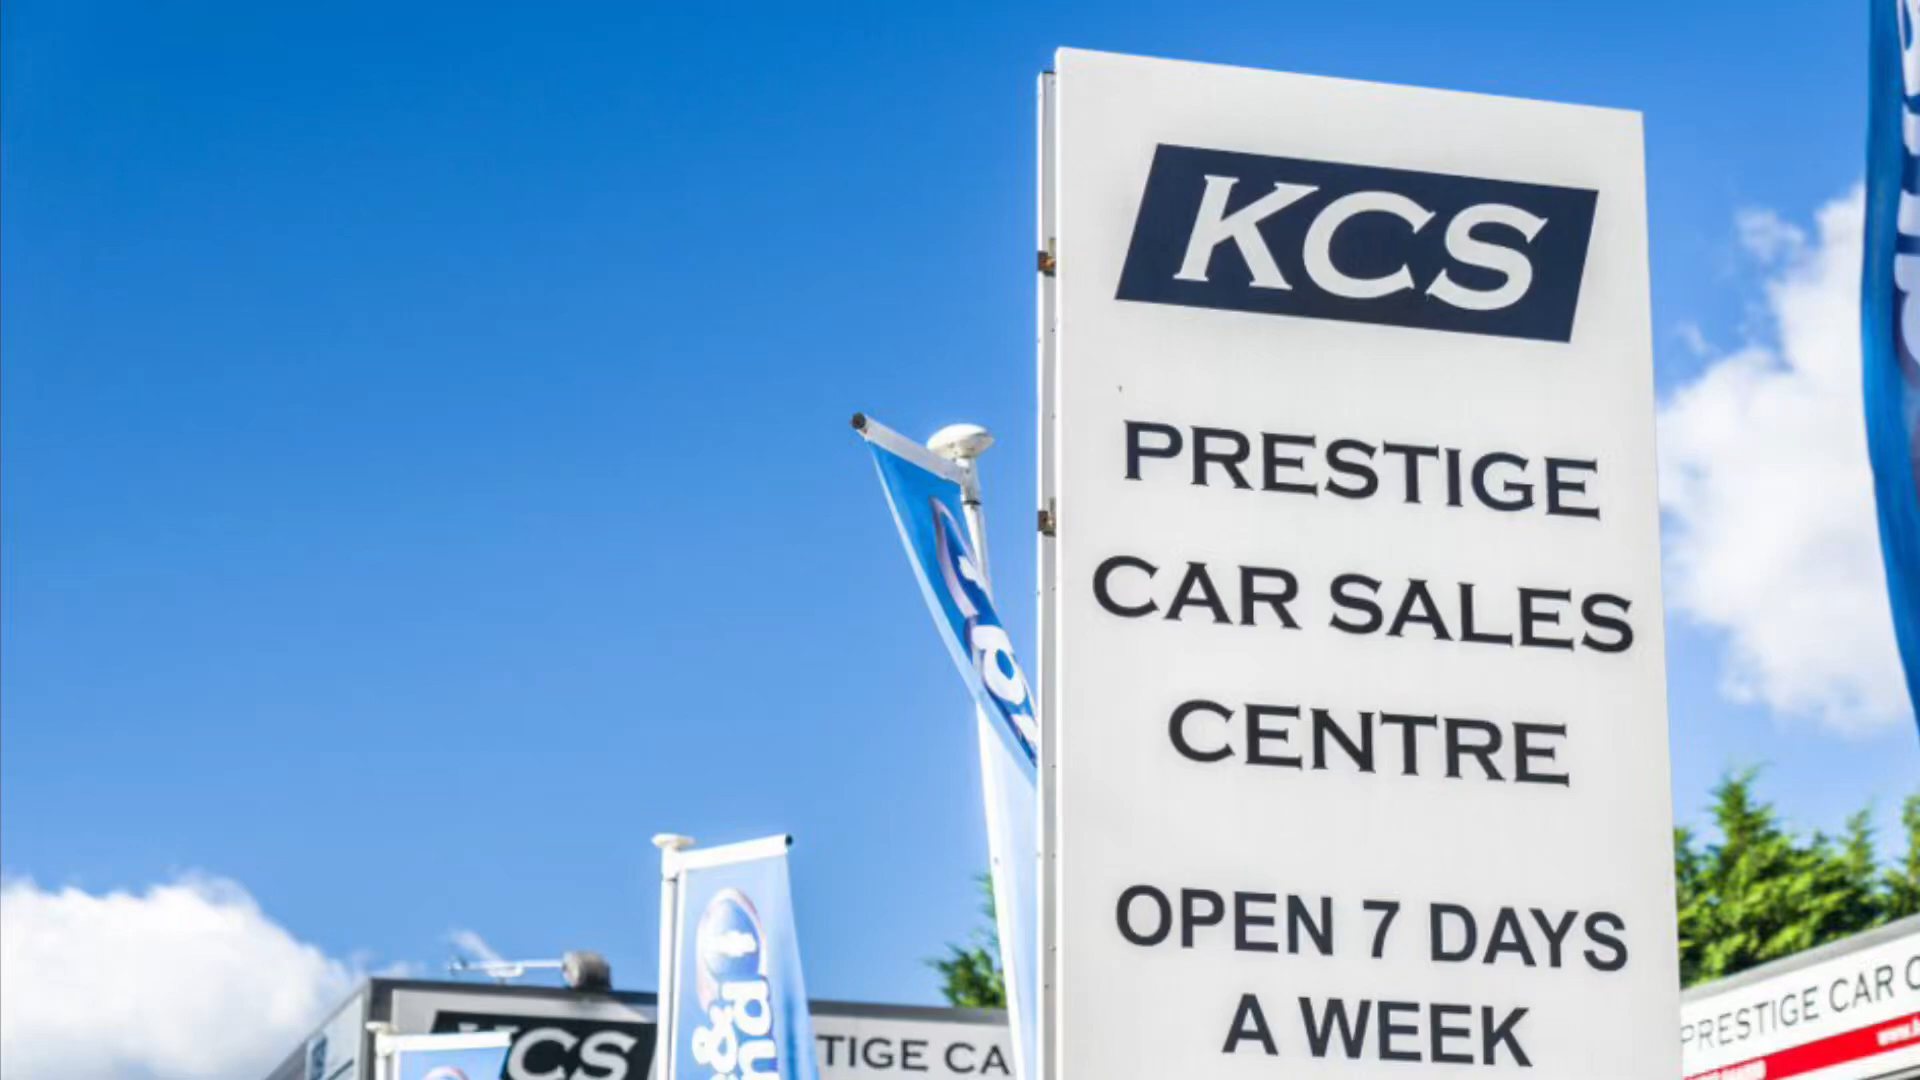 KCS
PRESTIGE
CAR SALES
CENTRE
OPEN 7 DAYS
A WEEK
KCS
TIGE CA
PRESTIGE CAR C